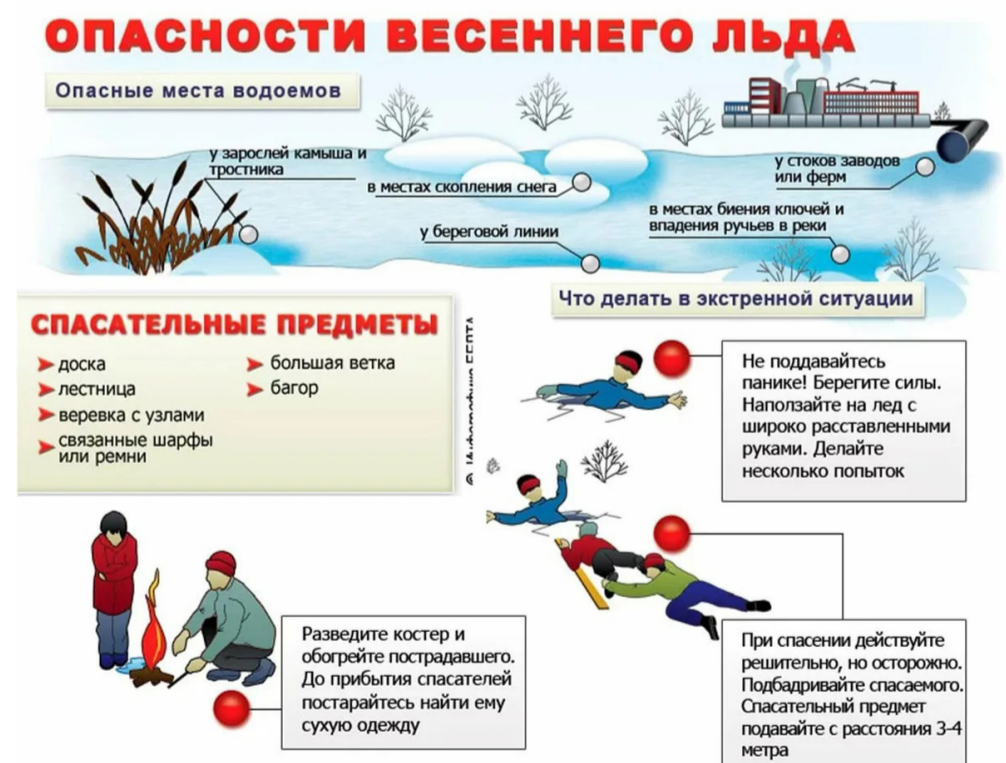 ОПАСНОСТИ ВЕСЕННЕГО ЛЬДА
Опасные места водоемов
у зарослей камыша и
тростника
в местах скопления снега
у береговой линии
у стоков заводов
или ферм
в местах биения ключей и
впадения ручьев в реки
СПАСАТЕЛЬНЫЕ ПРЕДМЕТЫ
доска
лестница
веревка с узлами
связанные шарфы
или ремни
большая ветка
багор
Что делать в экстренной ситуации
Не поддавайтесь
панике! Берегите силы.
Наползайте на лед с
широко расставленными
руками. Делайте
несколько попыток
При спасении действуйте
решительно, но осторожно.
Подбадривайте спасаемого.
Спасательный предмет
подавайте с расстояния 3-4
метра
Разведите костер и
обогрейте пострадавшего.
До прибытия спасателей
постарайтесь найти ему
сухую одежду